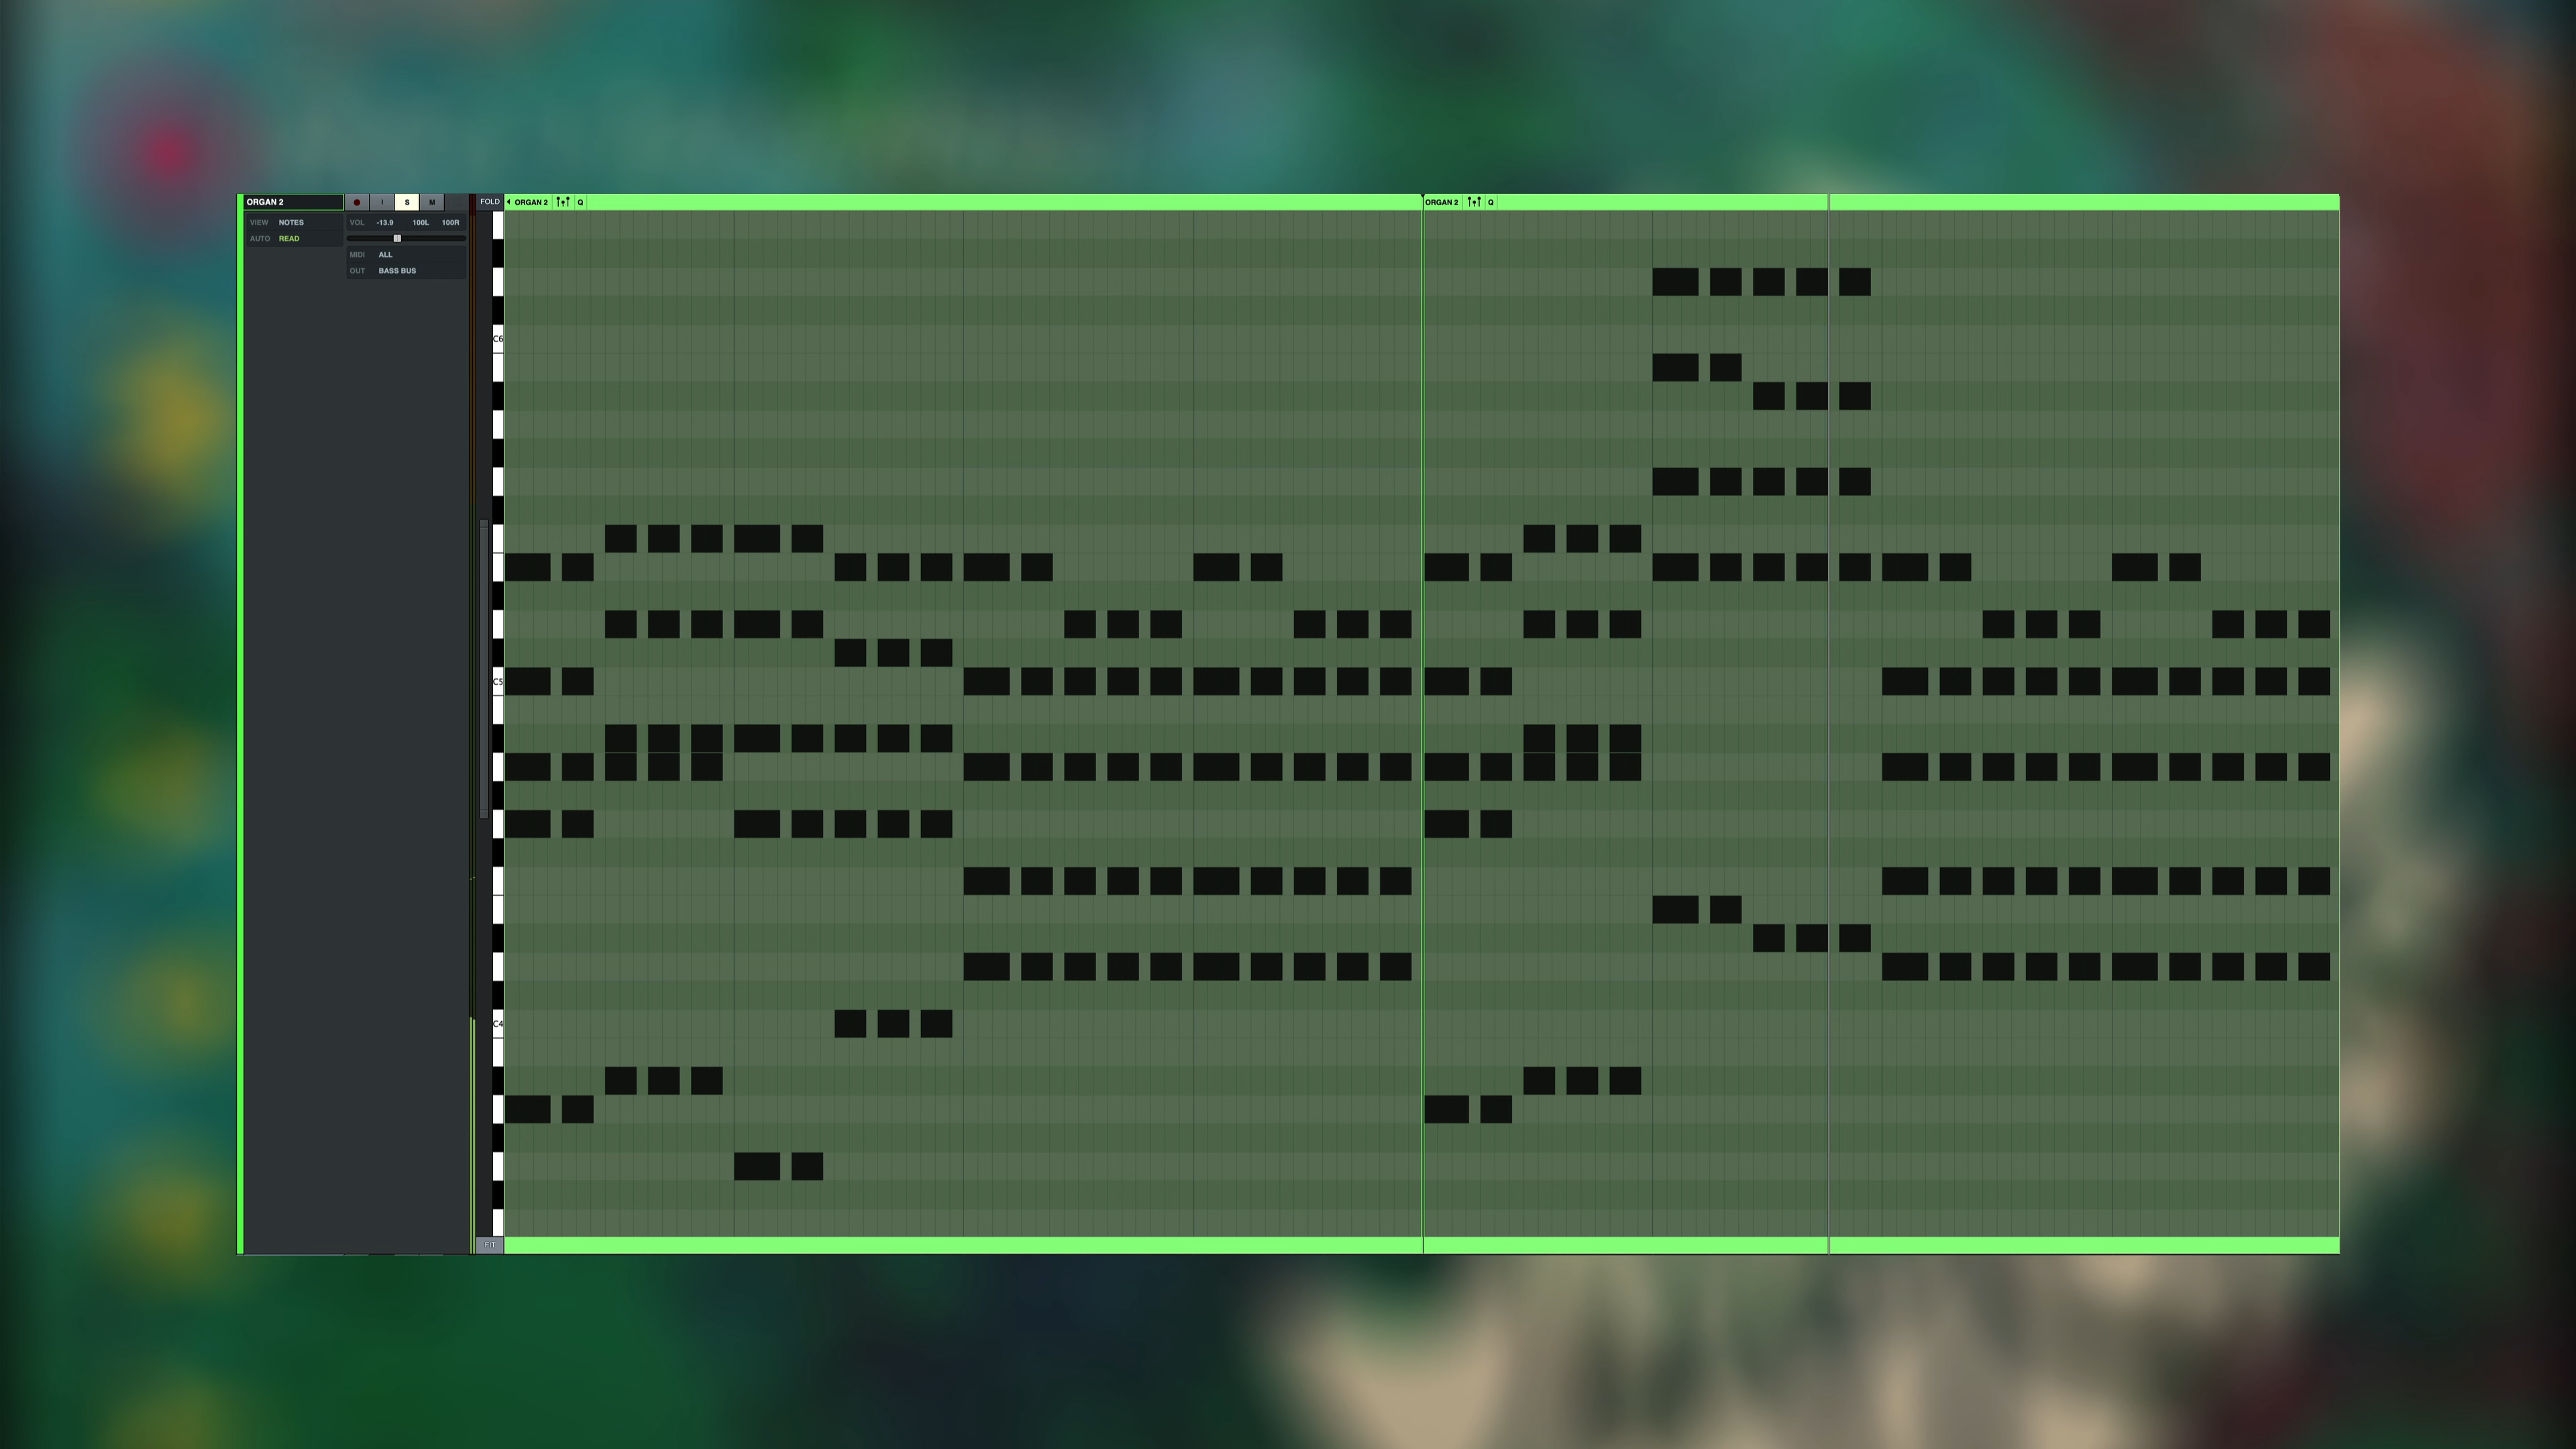 ORGAN 2 I S M FOLD ORGAN 2 Q ORGAN 2 Q
VIEW NOTES VOL -13.9 100L 100R
AUTO READ
MIDI ALL
OUT BASS BUS
C6
C5
C4
FIT